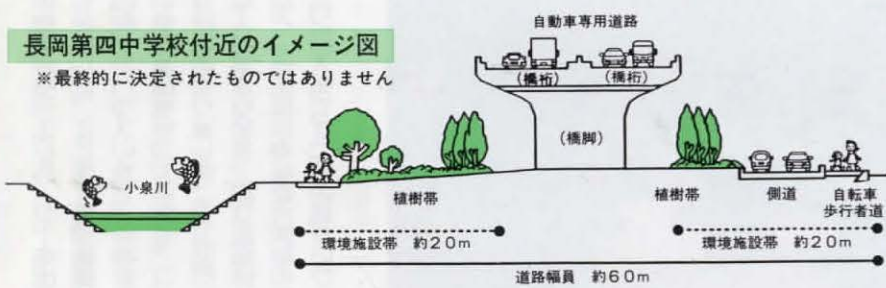 長岡第四中学校付近のイメージ図
※最終的に決定されたものではありません
自動車専用道路
(橋桁) (橋桁)
(橋脚)
小泉川
植樹帯
植樹帯
側道
自転車
歩行者道
環境施設帯 約20m
環境施設帯 約20m
道路幅員 約60m